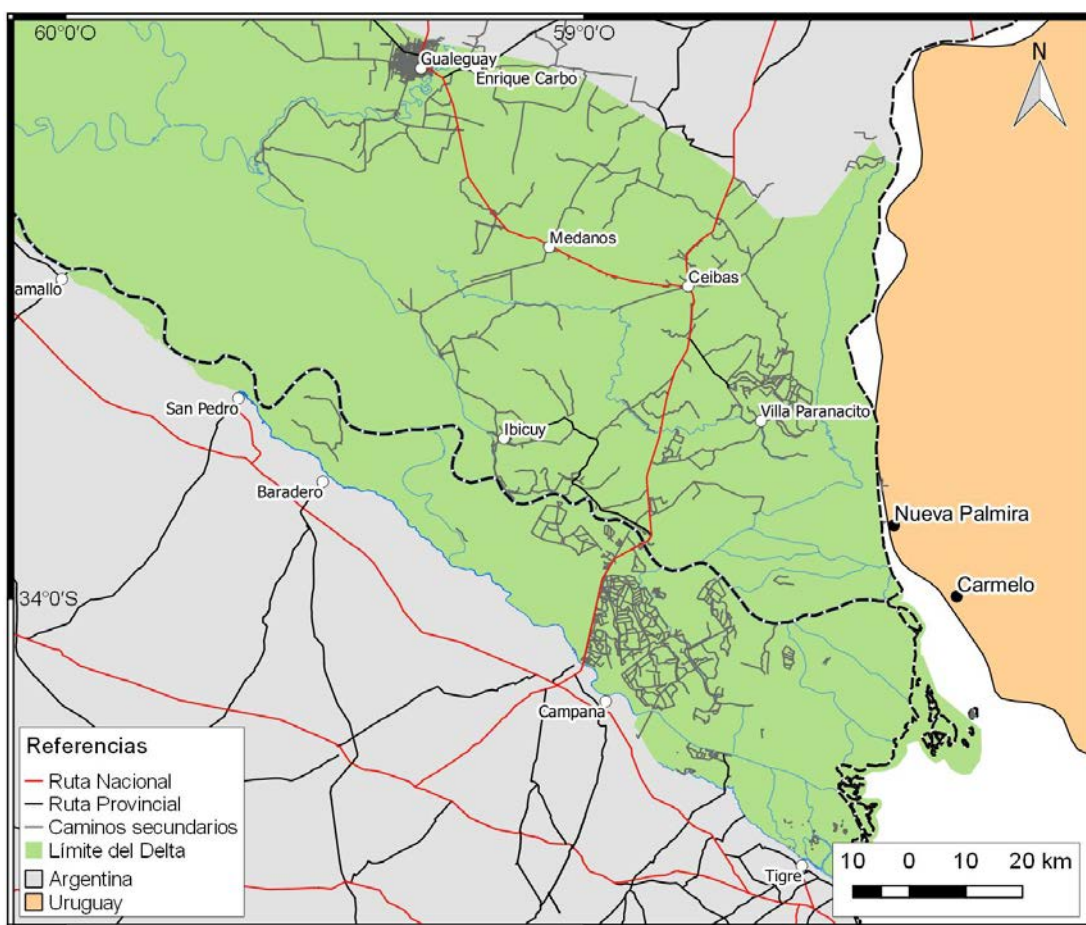 60°0'O
59°0'O
N
Gualeguay
Enrique Carbo
Medanos
Ceibas
amallo
San Pedro
Villa Paranacito
Ibicuy
Baradero
Nueva Palmira
34°0'S
Carmelo
Campana
Tigre
Referencias
Ruta Nacional
Ruta Provincial
Caminos secundarios
Límite del Delta
Argentina
Uruguay
10 0 10 20 km